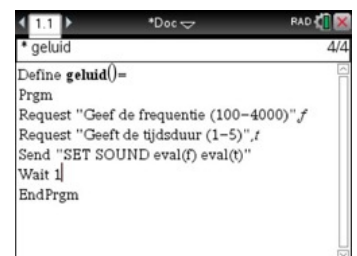 1.1 *Doc RAD
* geluid 4/4
Define geluid()=
Prgm
Request "Geef de frequentie (100−4000)",f
Request "Geeft de tijdsduur (1−5)",t
Send "SET SOUND eval(f) eval(t)"
Wait 1
EndPrgm